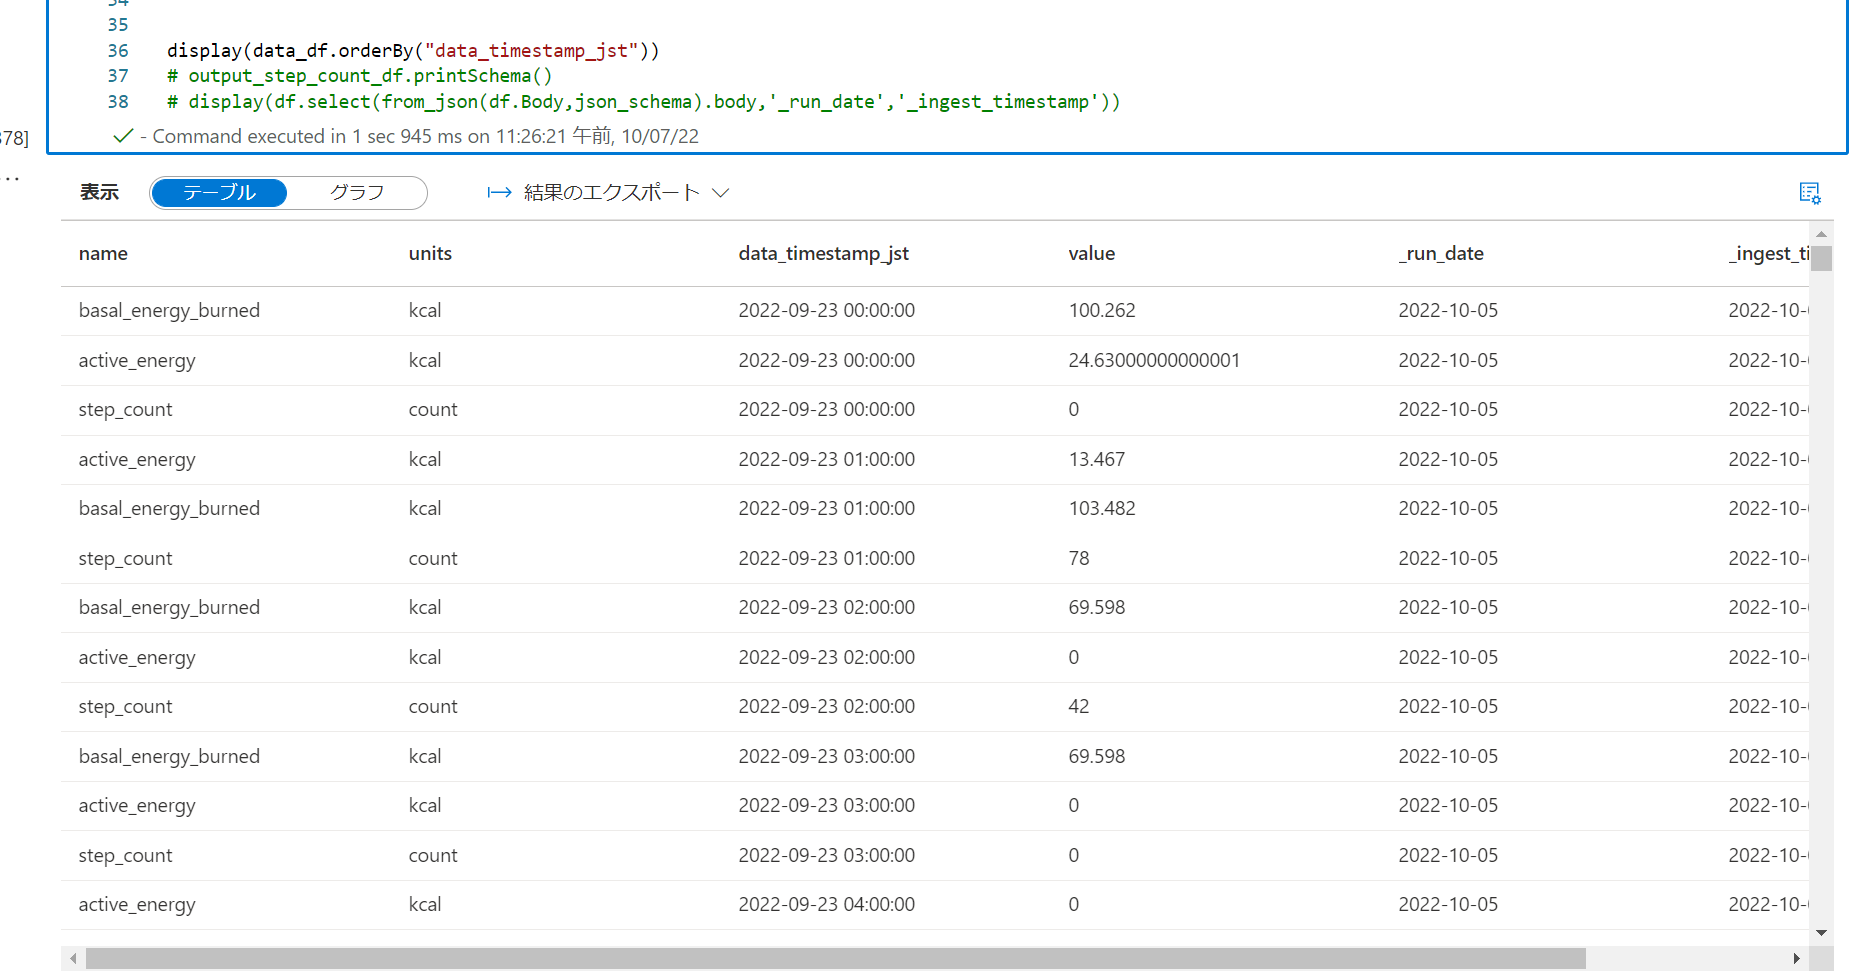 34
35
36 display(data_df.orderBy("data_timestamp_jst"))
37 # output_step_count_df.printSchema()
38 # display(df.select(from_json(df.Body,json_schema).body,'_run_date','_ingest_timestamp'))
378] - Command executed in 1 sec 945 ms on 11:26:21 午前, 10/07/22
...
表示 テーブル グラフ 結果のエクスポート
name units data_timestamp_jst value _run_date _ingest_ti
basal_energy_burned kcal 2022-09-23 00:00:00 100.262 2022-10-05 2022-10-
active_energy kcal 2022-09-23 00:00:00 24.63000000000001 2022-10-05 2022-10-
step_count count 2022-09-23 00:00:00 0 2022-10-05 2022-10-
active_energy kcal 2022-09-23 01:00:00 13.467 2022-10-05 2022-10-
basal_energy_burned kcal 2022-09-23 01:00:00 103.482 2022-10-05 2022-10-
step_count count 2022-09-23 01:00:00 78 2022-10-05 2022-10-
basal_energy_burned kcal 2022-09-23 02:00:00 69.598 2022-10-05 2022-10-
active_energy kcal 2022-09-23 02:00:00 0 2022-10-05 2022-10-
step_count count 2022-09-23 02:00:00 42 2022-10-05 2022-10-
basal_energy_burned kcal 2022-09-23 03:00:00 69.598 2022-10-05 2022-10-
active_energy kcal 2022-09-23 03:00:00 0 2022-10-05 2022-10-
step_count count 2022-09-23 03:00:00 0 2022-10-05 2022-10-
active_energy kcal 2022-09-23 04:00:00 0 2022-10-05 2022-10-